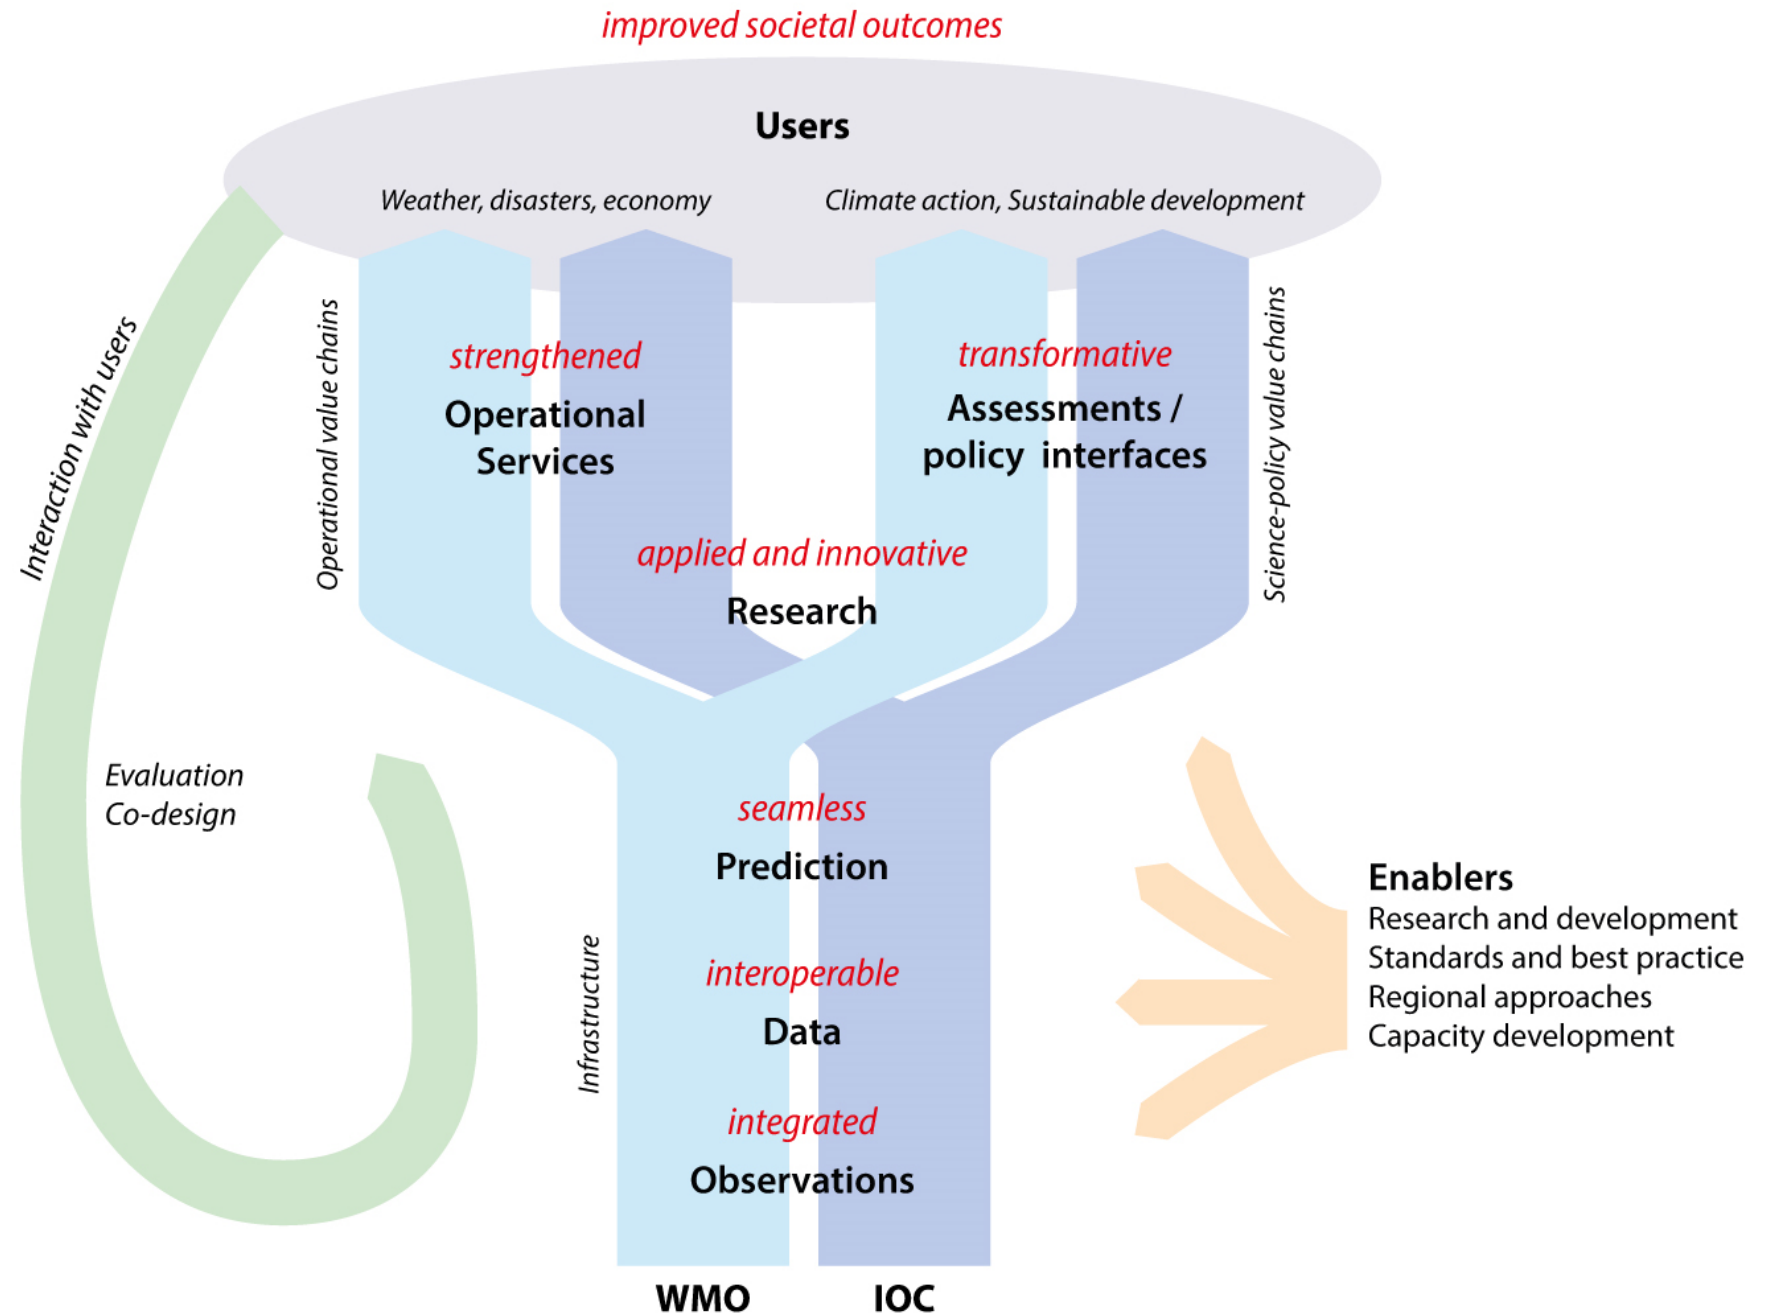 improved societal outcomes
Users
Weather, disasters, economy
Climate action, Sustainable development
Interaction with users
Operational value chains
strengthened
Operational
Services
transformative
Assessments /
policy interfaces
Science-policy value chains
applied and innovative
Research
Evaluation
Co-design
seamless
Prediction
Infrastructure
interoperable
Data
integrated
Observations
Enablers
Research and development
Standards and best practice
Regional approaches
Capacity development
WMO
IOC